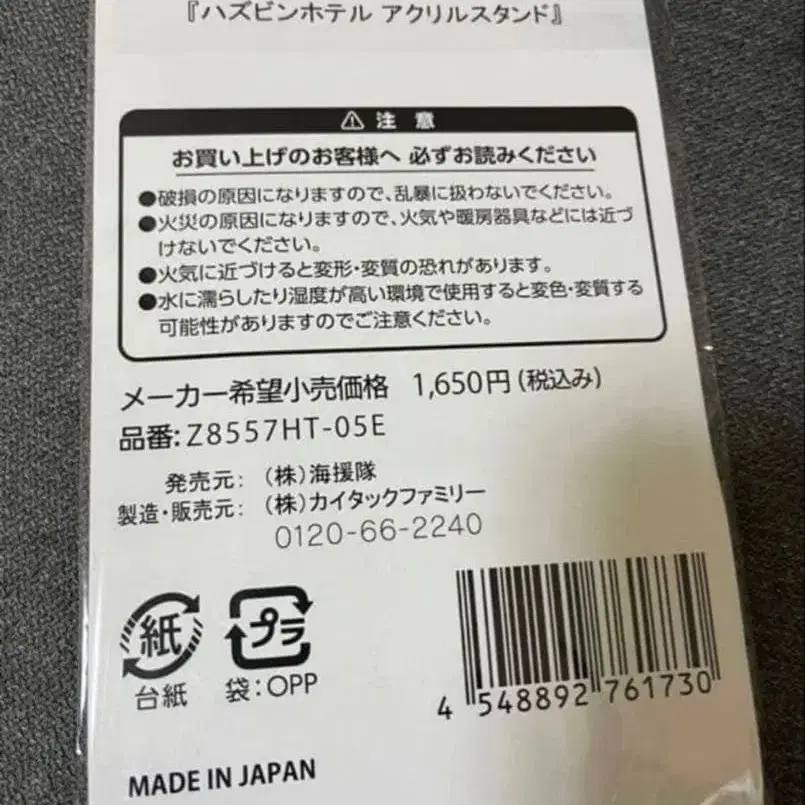 『ハズビンホテル アクリルスタンド』
⚠ 注 意
お買い上げのお客様へ 必ずお読みください
●破損の原因になりますので、乱暴に扱わないでください。
●火災の原因になりますので、火気や暖房器具などには近づ
けないでください。
●火気に近づけると変形・変質の恐れがあります。
●水に濡らしたり湿度が高い環境で使用すると変色・変質する
可能性がありますのでご注意ください。
メーカー希望小売価格 1,650円(税込み)
品番:Z8557HT-05E
発売元: (株)海援隊
製造・販売元: (株)カイタックファミリー
0120-66-2240
紙 プラ
台紙 袋:OPP
4 548892 761730
MADE IN JAPAN